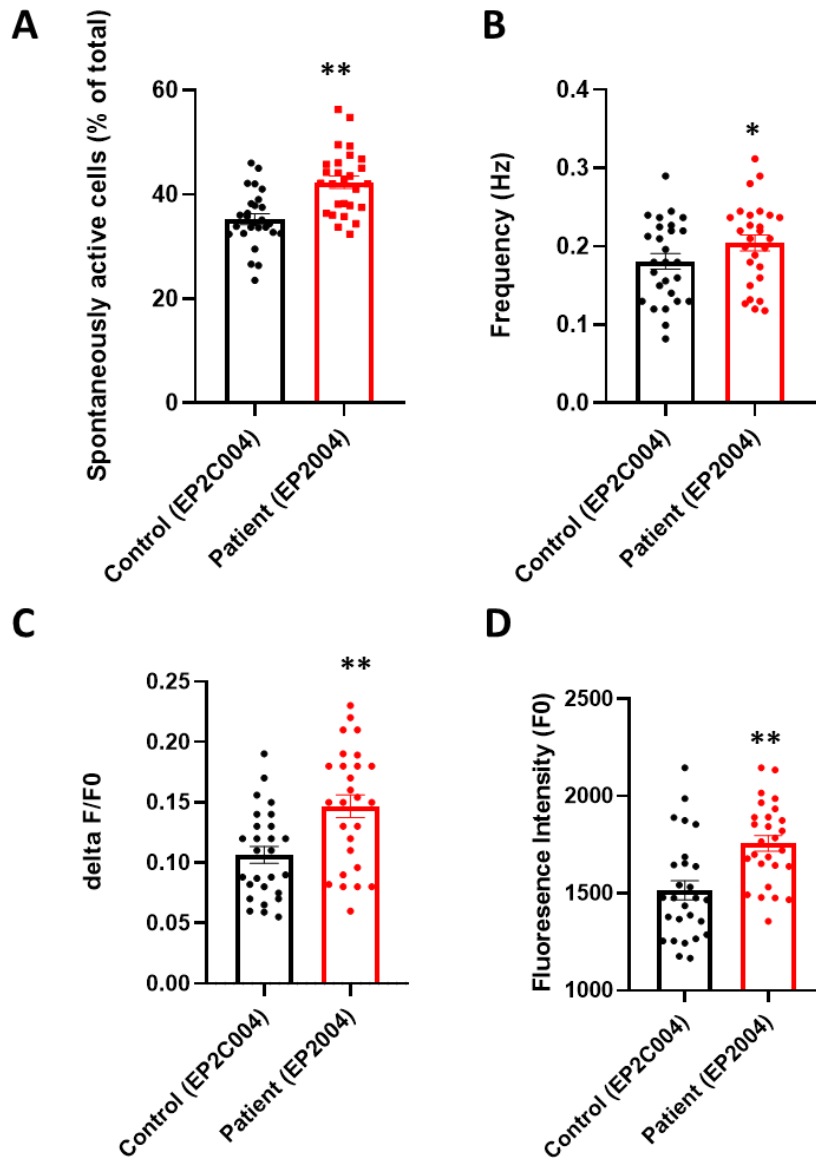 A
Spontaneously active cells (% of total)
60
40
20
0
**
Control (EP2C004)
Patient (EP2004)
B
Frequency (Hz)
0.4
0.3
0.2
0.1
0.0
*
Control (EP2C004)
Patient (EP2004)
C
delta F/F0
0.25
0.20
0.15
0.10
0.05
0.00
**
Control (EP2C004)
Patient (EP2004)
D
Fluoresence Intensity (F0)
2500
2000
1500
1000
**
Control (EP2C004)
Patient (EP2004)